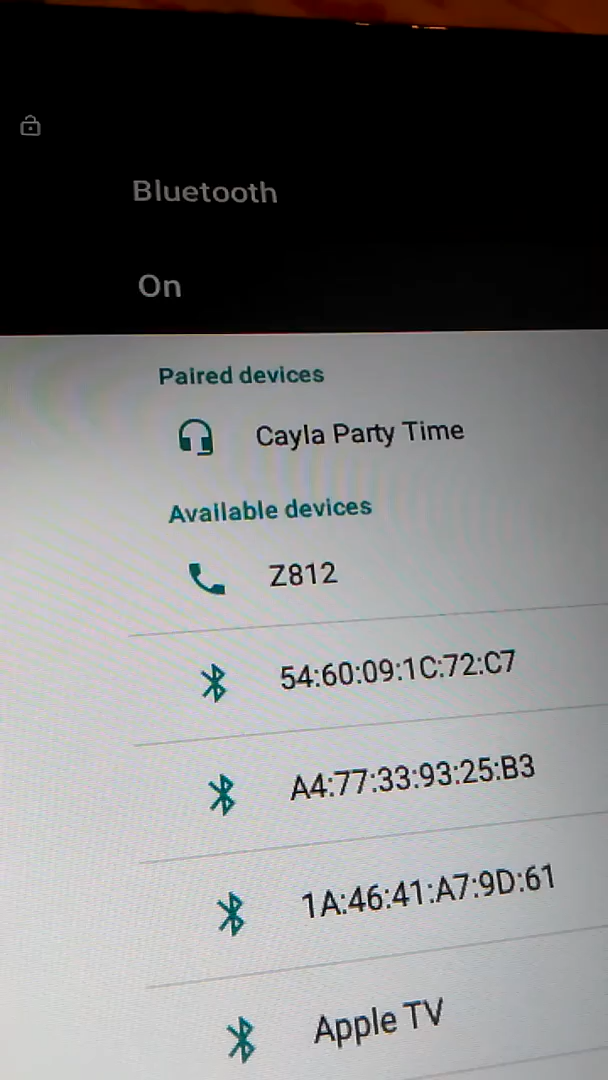 Bluetooth
On
Paired devices
Cayla Party Time
Available devices
Z812
54:60:09:1C:72:C7
A4:77:33:93:25:B3
1A:46:41:A7:9D:61
Apple TV